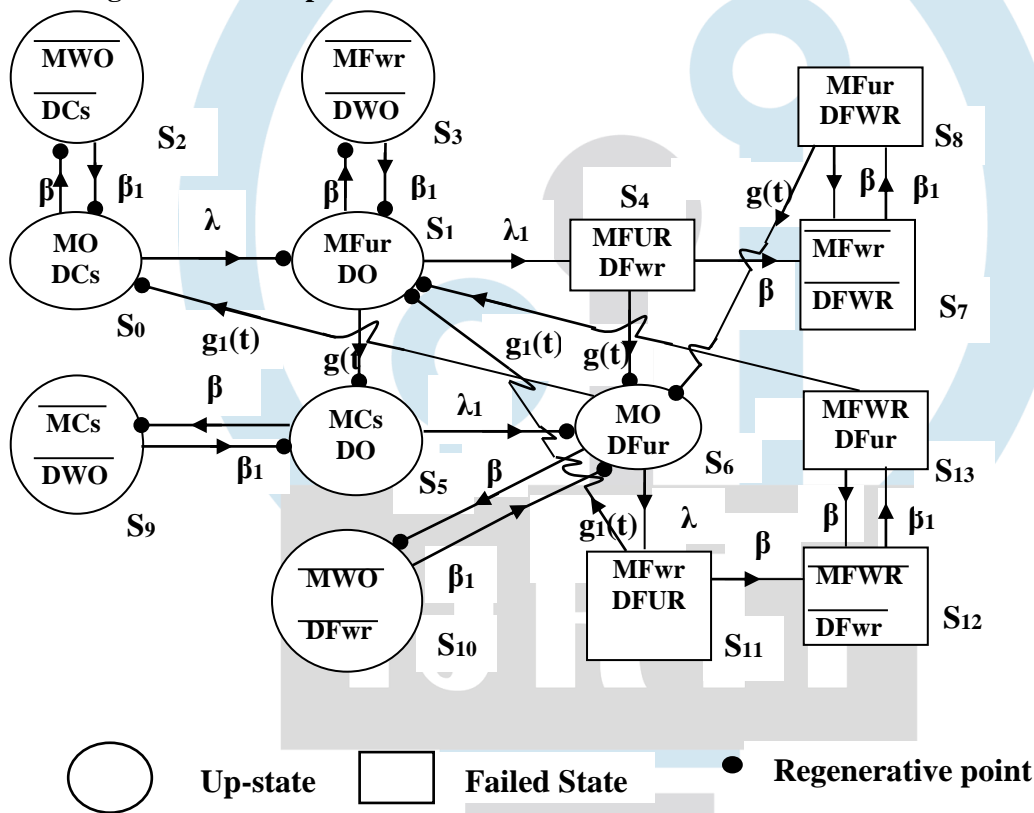 MWO
DCs
S2
MFwr
DWO
S3
MFur
DFWR
S8
β
β1
β
β1
β
β1
g(t)
MO
DCs
S0
λ
MFur
DO
S1
λ1
S4
MFUR
DFwr
β
MFwr
DFWR
S7
g1(t)
g(t
g1(t)
g(t)
MCs
DWO
S9
β
β1
MCs
DO
S5
λ1
MO
DFur
S6
MFWR
DFur
S13
β
β1
λ
g1(t)
β
β
β1
MWO
DFwr
S10
MFwr
DFUR
S11
MFWR
DFwr
S12
Up-state
Failed State
Regenerative point